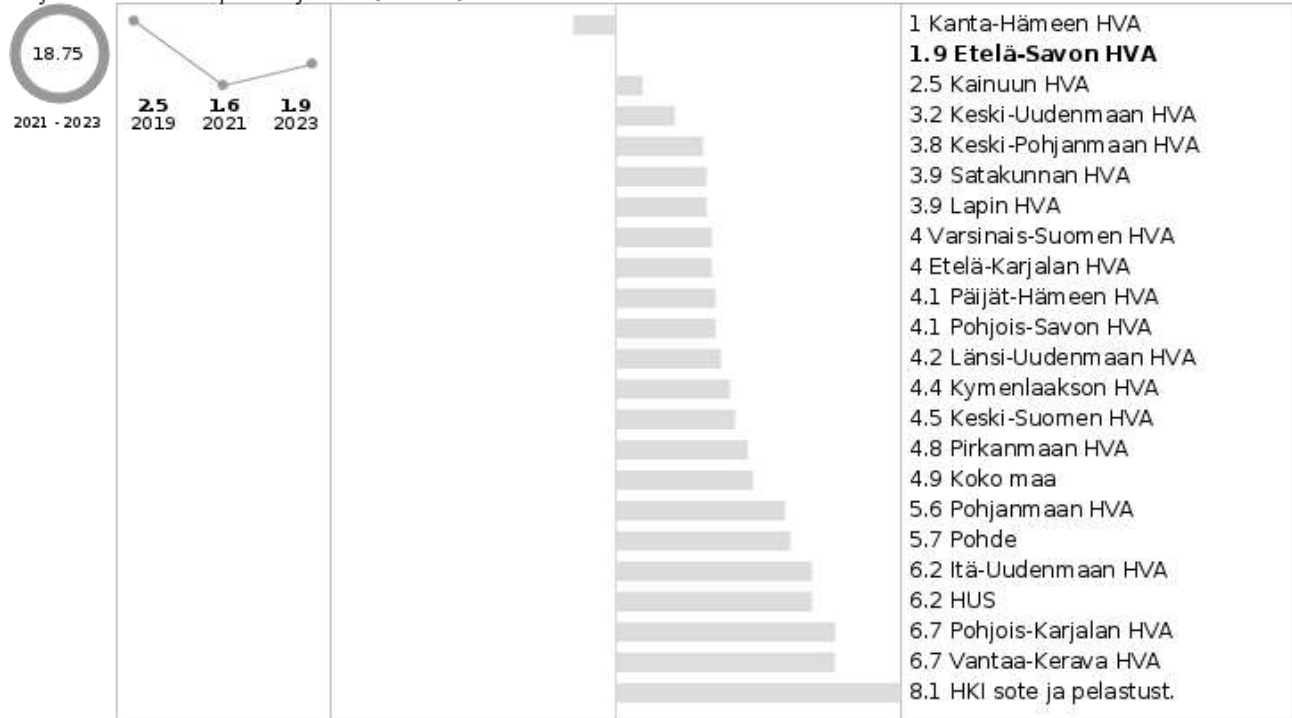 18.75
2021 - 2023
2.5 1.6 1.9
2019 2021 2023
1 Kanta-Hämeen HVA
1.9 Etelä-Savon HVA
2.5 Kainuun HVA
3.2 Keski-Uudenmaan HVA
3.8 Keski-Pohjanmaan HVA
3.9 Satakunnan HVA
3.9 Lapin HVA
4 Varsinais-Suomen HVA
4 Etelä-Karjalan HVA
4.1 Päijät-Hämeen HVA
4.1 Pohjois-Savon HVA
4.2 Länsi-Uudenmaan HVA
4.4 Kymenlaakson HVA
4.5 Keski-Suomen HVA
4.8 Pirkanmaan HVA
4.9 Koko maa
5.6 Pohjanmaan HVA
5.7 Pohde
6.2 Itä-Uudenmaan HVA
6.2 HUS
6.7 Pohjois-Karjalan HVA
6.7 Vantaa-Kerava HVA
8.1 HKI sote ja pelastust.